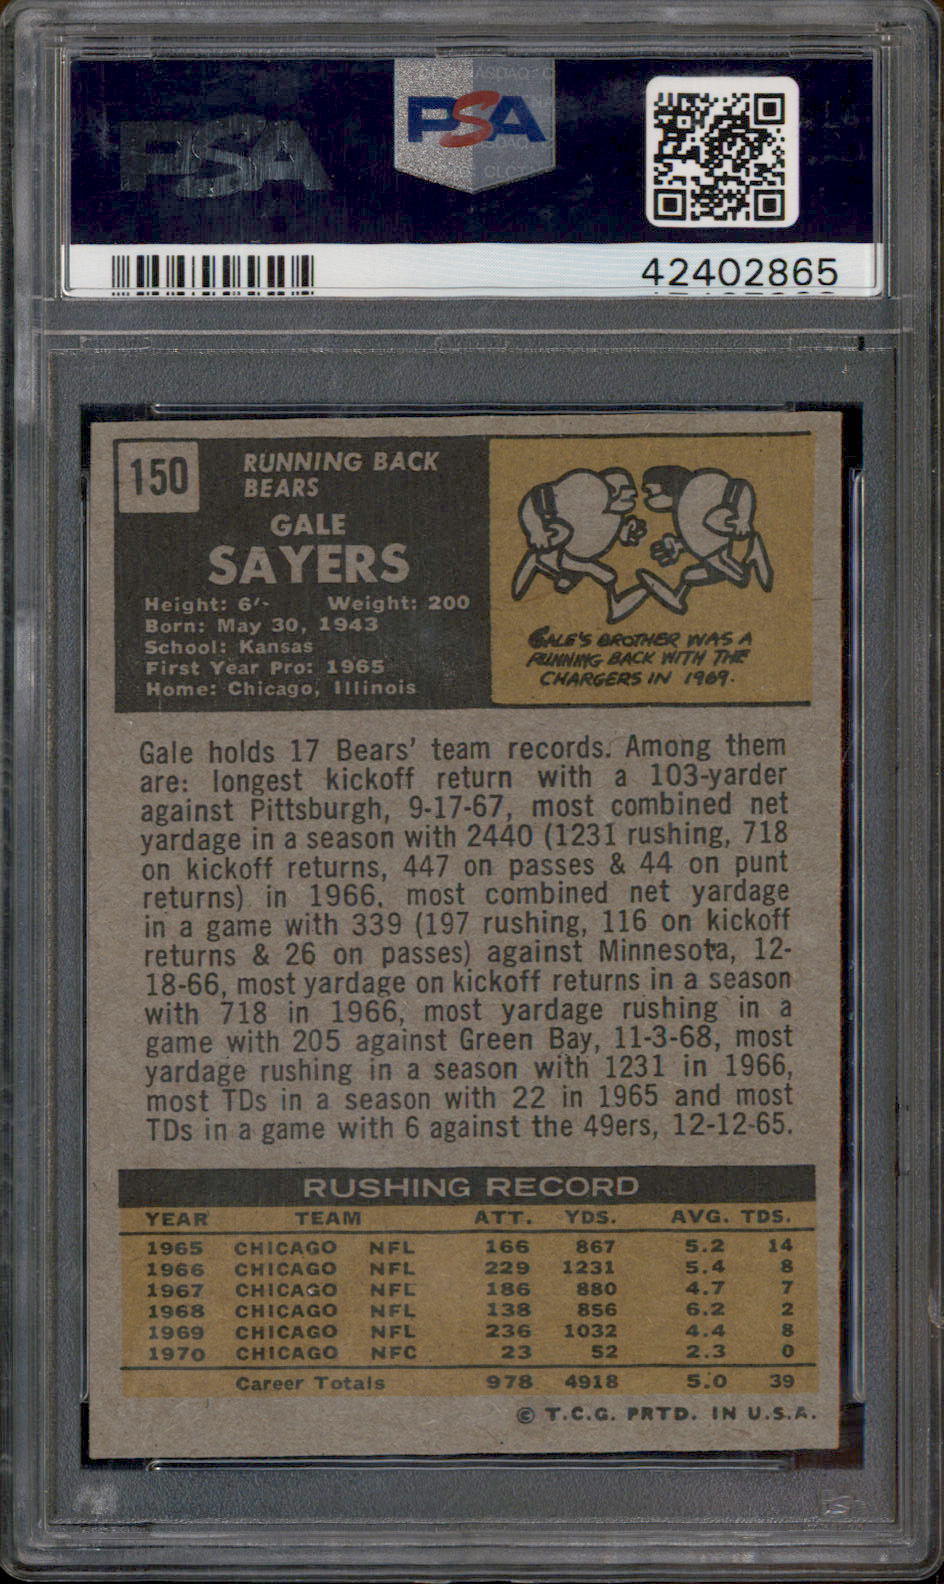 PSA
PSA
42402865
150
RUNNING BACK
BEARS
GALE
SAYERS
Height: 6'- Weight: 200
Born: May 30, 1943
School: Kansas
First Year Pro: 1965
Home: Chicago, Illinois
GALE'S BROTHER WAS A
RUNNING BACK WITH THE
CHARGERS IN 1969.
Gale holds 17 Bears' team records. Among them
are: longest kickoff return with a 103-yarder
against Pittsburgh, 9-17-67, most combined net
yardage in a season with 2440 (1231 rushing, 718
on kickoff returns, 447 on passes & 44 on punt
returns) in 1966, most combined net yardage
in a game with 339 (197 rushing, 116 on kickoff
returns & 26 on passes) against Minnesota, 12-
18-66, most yardage on kickoff returns in a season
with 718 in 1966, most yardage rushing in a
game with 205 against Green Bay, 11-3-68, most
yardage rushing in a season with 1231 in 1966,
most TDs in a season with 22 in 1965 and most
TDs in a game with 6 against the 49ers, 12-12-65.
RUSHING RECORD
YEAR TEAM ATT. YDS. AVG. TDS.
1965 CHICAGO NFL 166 867 5.2 14
1966 CHICAGO NFL 229 1231 5.4 8
1967 CHICAGO NFL 186 880 4.7 7
1968 CHICAGO NFL 138 856 6.2 2
1969 CHICAGO NFL 236 1032 4.4 8
1970 CHICAGO NFC 23 52 2.3 0
Career Totals 978 4918 5.0 39
© T.C.G. PRTD. IN U.S.A.